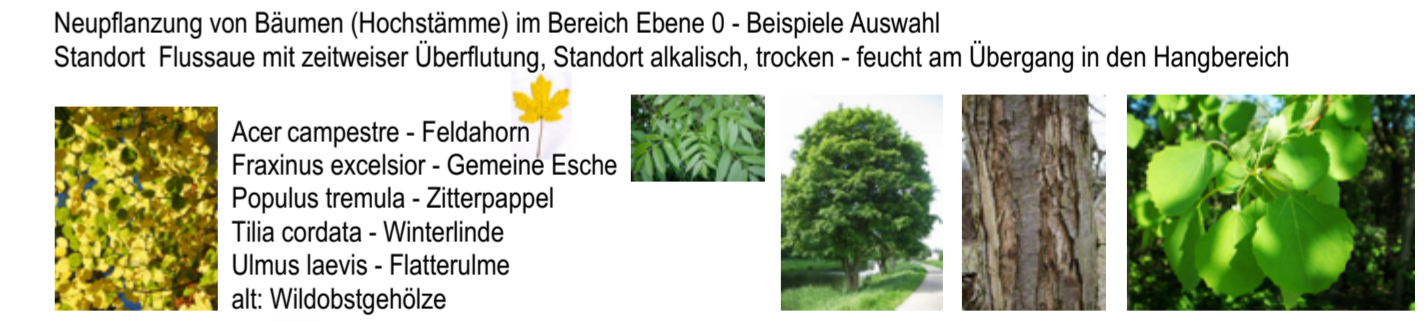 Neupflanzung von Bäumen (Hochstämme) im Bereich Ebene 0 - Beispiele Auswahl
Standort  Flussaue mit zeitweiser Überflutung, Standort alkalisch, trocken - feucht am Übergang in den Hangbereich
Acer campestre - Feldahorn
Fraxinus excelsior - Gemeine Esche
Populus tremula - Zitterpappel
Tilia cordata - Winterlinde
Ulmus laevis - Flatterulme
alt: Wildobstgehölze